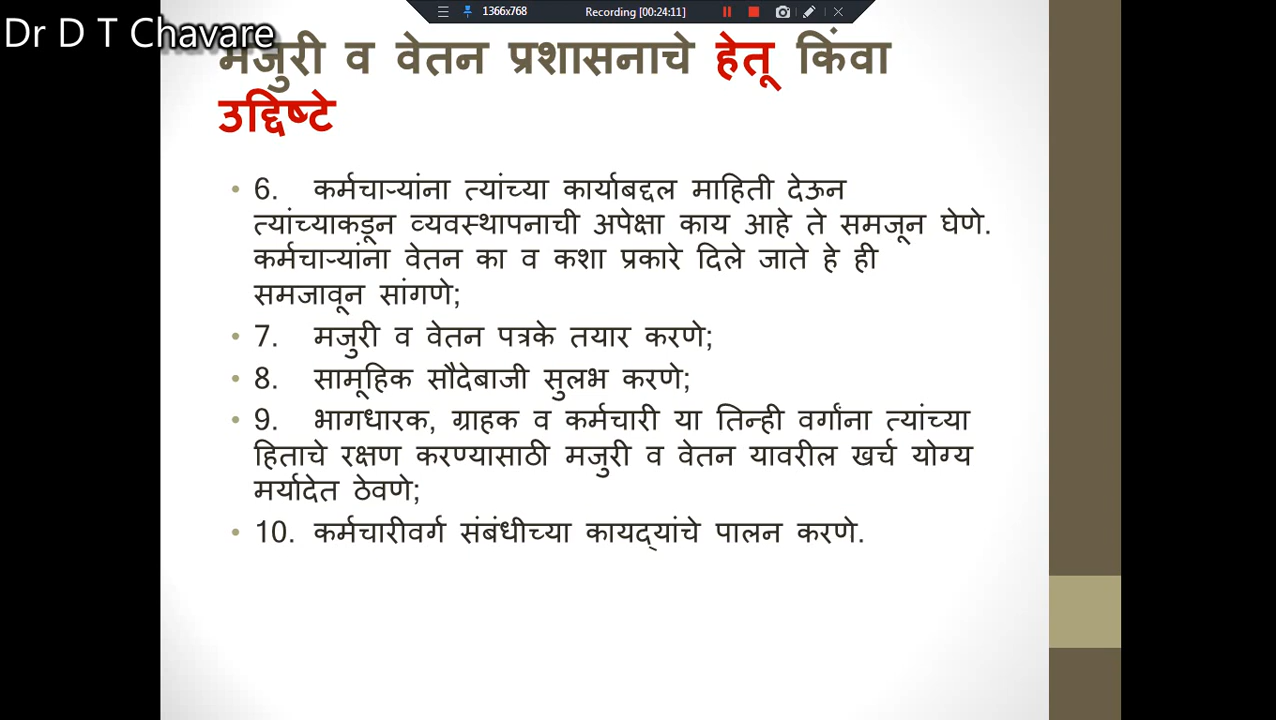 1366x768
Recording [00:24:11]
Dr D T Chavare
मजुरी व वेतन प्रशासनाचे हेतू किंवा
उद्दिष्टे
• 6. कर्मचाऱ्यांना त्यांच्या कार्याबद्दल माहिती देऊन
त्यांच्याकडून व्यवस्थापनाची अपेक्षा काय आहे ते समजून घेणे.
कर्मचाऱ्यांना वेतन का व कशा प्रकारे दिले जाते हे ही
समजावून सांगणे;
• 7. मजुरी व वेतन पत्रके तयार करणे;
• 8. सामूहिक सौदेबाजी सुलभ करणे;
• 9. भागधारक, ग्राहक व कर्मचारी या तिन्ही वर्गांना त्यांच्या
हिताचे रक्षण करण्यासाठी मजुरी व वेतन यावरील खर्च योग्य
मर्यादेत ठेवणे;
• 10. कर्मचारीवर्ग संबंधीच्या कायद्‌यांचे पालन करणे.